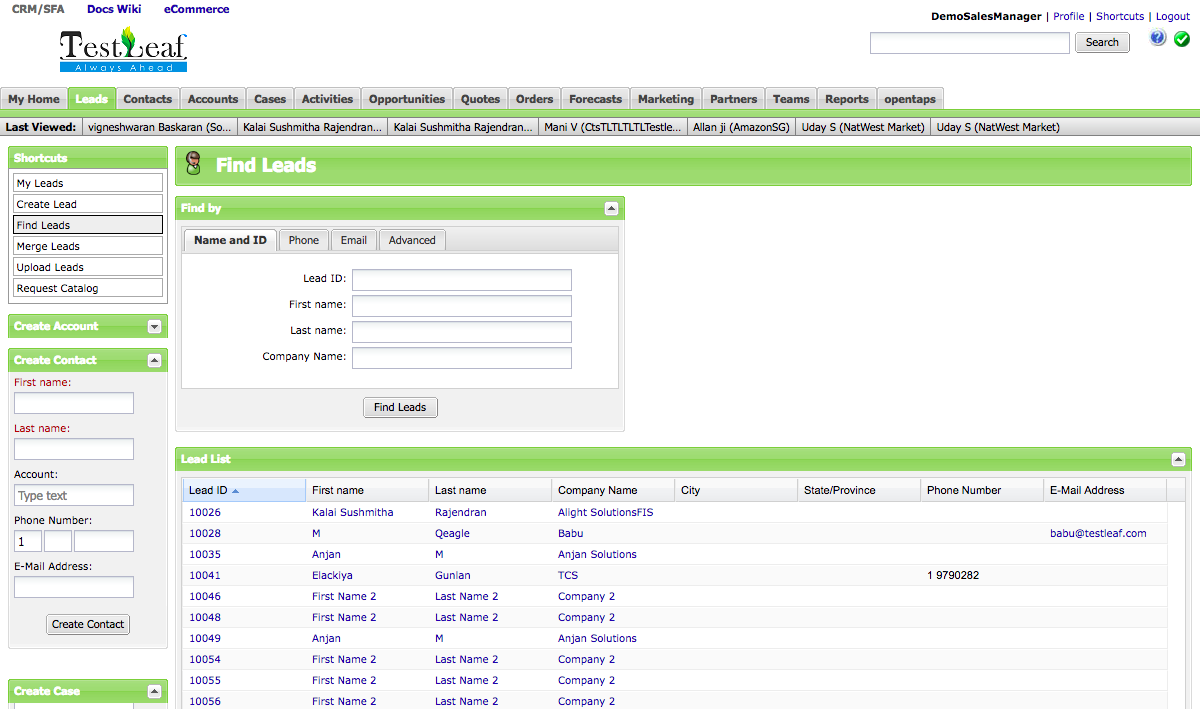 CRM/SFA Docs Wiki eCommerce
DemoSalesManager | Profile | Shortcuts | Logout
TestLeaf
Always Ahead
Search
?
My Home Leads Contacts Accounts Cases Activities Opportunities Quotes Orders Forecasts Marketing Partners Teams Reports opentaps
Last Viewed: vigneshwaran Baskaran (So... Kalai Sushmitha Rajendran... Kalai Sushmitha Rajendran... Mani V (CtsTLTLTLTLTestle... Allan ji (AmazonSG) Uday S (NatWest Market) Uday S (NatWest Market)
Shortcuts
My Leads
Create Lead
Find Leads
Merge Leads
Upload Leads
Request Catalog
Create Account
Create Contact
First name:
Last name:
Account:
Type text
Phone Number:
1
E-Mail Address:
Create Contact
Create Case
Find Leads
Find by
Name and ID Phone Email Advanced
Lead ID:
First name:
Last name:
Company Name:
Find Leads
Lead List
Lead ID First name Last name Company Name City State/Province Phone Number E-Mail Address
10026 Kalai Sushmitha Rajendran Alight SolutionsFIS
10028 M Qeagle Babu babu@testleaf.com
10035 Anjan M Anjan Solutions
10041 Elackiya Gunlan TCS 1 9790282
10046 First Name 2 Last Name 2 Company 2
10048 First Name 2 Last Name 2 Company 2
10049 Anjan M Anjan Solutions
10054 First Name 2 Last Name 2 Company 2
10055 First Name 2 Last Name 2 Company 2
10056 First Name 2 Last Name 2 Company 2